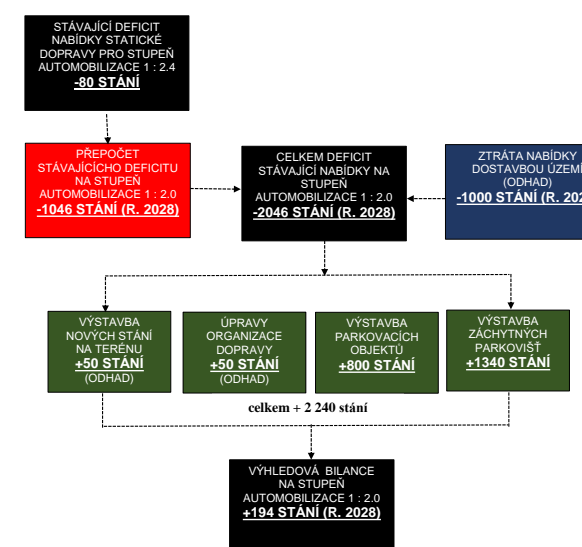 STÁVAJÍCÍ DEFICIT
NABÍDKY STATICKÉ
DOPRAVY PRO STUPEŇ
AUTOMOBILIZACE 1 : 2.4
-80 STÁNÍ
PŘEPOČET
STÁVAJÍCÍHO DEFICITU
NA STUPEŇ
AUTOMOBILIZACE 1 : 2.0
-1046 STÁNÍ (R. 2028)
CELKEM DEFICIT
STÁVAJÍCÍ NABÍDKY NA
STUPEŇ
AUTOMOBILIZACE 1 : 2.0
-2046 STÁNÍ (R. 2028)
ZTRÁTA NABÍDKY
DOSTAVBOU ÚZEMÍ
(ODHAD)
-1000 STÁNÍ (R. 202
VÝSTAVBA
NOVÝCH STÁNÍ
NA TERÉNU
+50 STÁNÍ
(ODHAD)
ÚPRAVY
ORGANIZACE
DOPRAVY
+50 STÁNÍ
(ODHAD)
VÝSTAVBA
PARKOVACÍCH
OBJEKTŮ
+800 STÁNÍ
VÝSTAVBA
ZÁCHYTNÝCH
PARKOVIŠŤ
+1340 STÁNÍ
celkem + 2 240 stání
VÝHLEDOVÁ BILANCE
NA STUPEŇ
AUTOMOBILIZACE 1 : 2.0
+194 STÁNÍ (R. 2028)